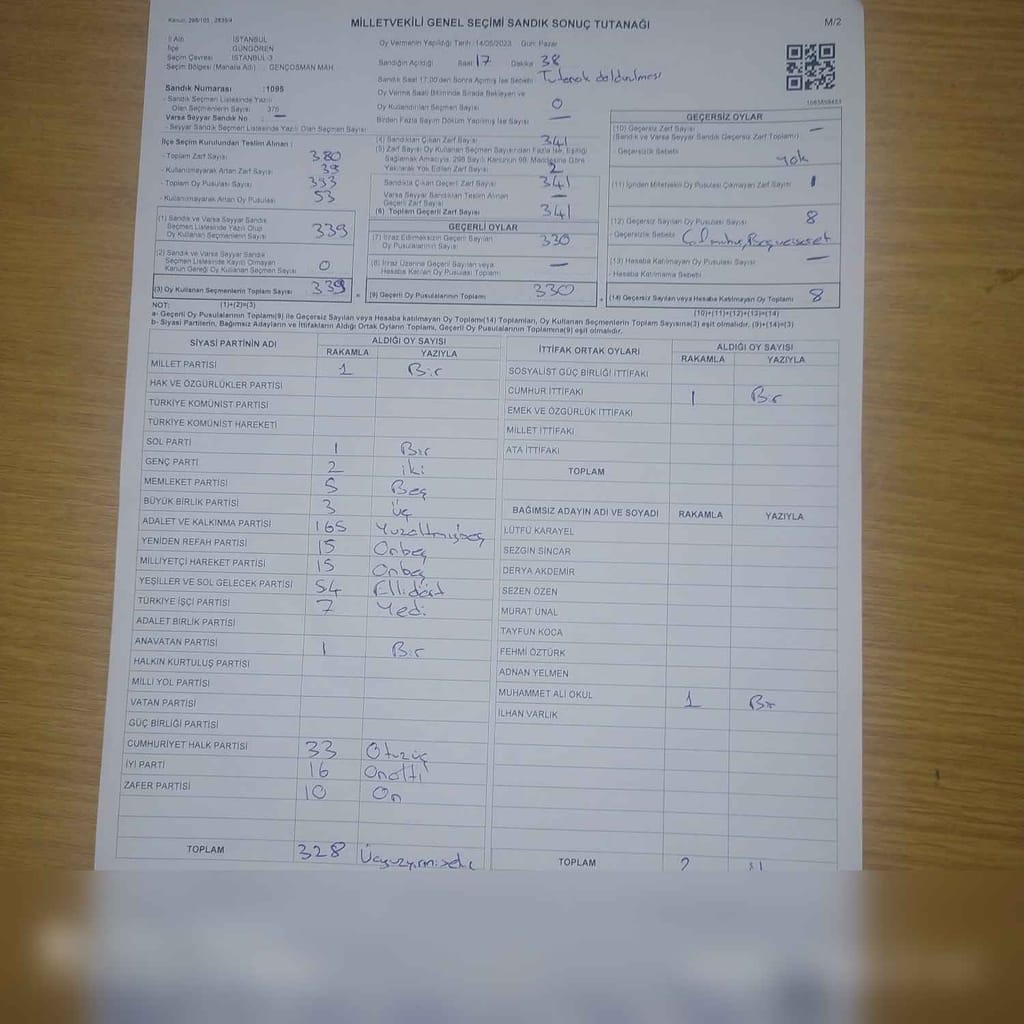 Kanun: 298/105 , 2839/4
MİLLETVEKİLİ GENEL SEÇİMİ SANDIK SONUÇ TUTANAĞI
M/2
İl Adı : İSTANBUL
İlçe : GÜNGÖREN
Seçim Çevresi : İSTANBUL-3
Seçim Bölgesi (Mahalle Adı) : GENÇOSMAN MAH.
Oy Vermenin Yapıldığı Tarih : 14/05/2023 Gün: Pazar
Sandığın Açıldığı Saat 17 Dakika 38
Sandık Saat 17:00'den Sonra Açılmış İse Sebebi Tutanak doldurulması
Oy Verme Saati Bitiminde Sırada Bekleyen ve
Oy Kullandırılan Seçmen Sayısı 0
Birden Fazla Sayım Döküm Yapılmış İse Sayısı —
Sandık Numarası :1095
- Sandık Seçmen Listesinde Yazılı
Olan Seçmenlerin Sayısı 376
Varsa Seyyar Sandık No —
- Seyyar Sandık Seçmen Listesinde Yazılı Olan Seçmen Sayısı
İlçe Seçim Kurulundan Teslim Alınan :
- Toplam Zarf Sayısı 380
- Kullanılmayarak Artan Zarf Sayısı 39
- Toplam Oy Pusulası Sayısı 393
- Kullanılmayarak Artan Oy Pusulası 53
(4) Sandıktan Çıkan Zarf Sayısı 341
(5) Zarf Sayısı Oy Kullanan Seçmen Sayısından Fazla İse, Eşitliği
Sağlamak Amacıyla, 298 Sayılı Kanunun 98. Maddesine Göre
Yakılarak Yok Edilen Zarf Sayısı 2
Sandıkta Çıkan Geçerli Zarf Sayısı 341
Varsa Seyyar Sandıktan Teslim Alınan
Geçerli Zarf Sayısı —
(6) Toplam Geçerli Zarf Sayısı 341
1083858453
GEÇERSİZ OYLAR
(10) Geçersiz Zarf Sayısı —
(Sandık ve Varsa Seyyar Sandık Geçersiz Zarf Toplamı)
- Geçersizlik Sebebi yok
(11) İçinden Milletvekili Oy Pusulası Çıkmayan Zarf Sayısı 1
(12) Geçersiz Sayılan Oy Pusulası Sayısı 8
- Geçersizlik Sebebi
(13) Hesaba Katılmayan Oy Pusulası Sayısı —
- Hesaba Katılmama Sebebi
(14) Geçersiz Sayılan veya Hesaba Katılmayan Oy Toplamı 8
(10)+(11)+(12)+(13)=(14)
(1) Sandık ve Varsa Seyyar Sandık
Seçmen Listesinde Yazılı Olup
Oy Kullanan Seçmenlerin Sayısı 339
(2) Sandık ve Varsa Seyyar Sandık
Seçmen Listesinde Kayıtlı Olmayan
Kanun Gereği Oy Kullanan Seçmen Sayısı 0
(3) Oy Kullanan Seçmenlerin Toplam Sayısı 339
GEÇERLİ OYLAR
(7) İtiraz Edilmeksizin Geçerli Sayılan
Oy Pusulalarının Sayısı 330
(8) İtiraz Üzerine Geçerli Sayılan veya
Hesaba Katılan Oy Pusulası Toplamı —
= (9) Geçerli Oy Pusulalarının Toplamı 330 +
NOT: (1)+(2)=(3)
a- Geçerli Oy Pusulaları Toplamı(9) ile Geçersiz Sayılan veya Hesaba Katılmayan Oy Toplamı(14) Toplamları, Oy Kullanan Seçmenlerin Toplam Sayısına(3) eşit olmalıdır. (9)+(14)=(3)
b- Siyasi Partilerin, Bağımsız Adayların ve İttifakların Aldığı Ortak Oyların Toplamı, Geçerli Oy Pusulalarının Toplamına(9) eşit olmalıdır.
SİYASİ PARTİNİN ADI ALDIĞI OY SAYISI
RAKAMLA YAZIYLA
MİLLET PARTİSİ 1 Bir
HAK VE ÖZGÜRLÜKLER PARTİSİ
TÜRKİYE KOMÜNİST PARTİSİ
TÜRKİYE KOMÜNİST HAREKETİ
SOL PARTİ 1 Bir
GENÇ PARTİ 2 iki
MEMLEKET PARTİSİ 5 Beş
BÜYÜK BİRLİK PARTİSİ 3 Üç
ADALET VE KALKINMA PARTİSİ 165 Yüzaltmışbeş
YENİDEN REFAH PARTİSİ 15 Onbeş
MİLLİYETÇİ HAREKET PARTİSİ 15 Onbeş
YEŞİLLER VE SOL GELECEK PARTİSİ 54 Ellidört
TÜRKİYE İŞÇİ PARTİSİ 7 Yedi
ADALET BİRLİK PARTİSİ
ANAVATAN PARTİSİ 1 Bir
HALKIN KURTULUŞ PARTİSİ
MİLLİ YOL PARTİSİ
VATAN PARTİSİ
GÜÇ BİRLİĞİ PARTİSİ
CUMHURİYET HALK PARTİSİ 33 Otuzüç
İYİ PARTİ 16 Onaltı
ZAFER PARTİSİ 10 On
TOPLAM 328
İTTİFAK ORTAK OYLARI ALDIĞI OY SAYISI
RAKAMLA YAZIYLA
SOSYALİST GÜÇ BİRLİĞİ İTTİFAKI
CUMHUR İTTİFAKI 1 Bir
EMEK VE ÖZGÜRLÜK İTTİFAKI
MİLLET İTTİFAKI
ATA İTTİFAKI
TOPLAM
BAĞIMSIZ ADAYIN ADI VE SOYADI RAKAMLA YAZIYLA
LÜTFÜ KARAYEL
SEZGİN SİNCAR
DERYA AKDEMİR
SEZEN ÖZEN
MURAT ÜNAL
TAYFUN KOCA
FEHMİ ÖZTÜRK
ADNAN YELMEN
MUHAMMET ALİ OKUL 1 Bir
İLHAN VARLIK
TOPLAM